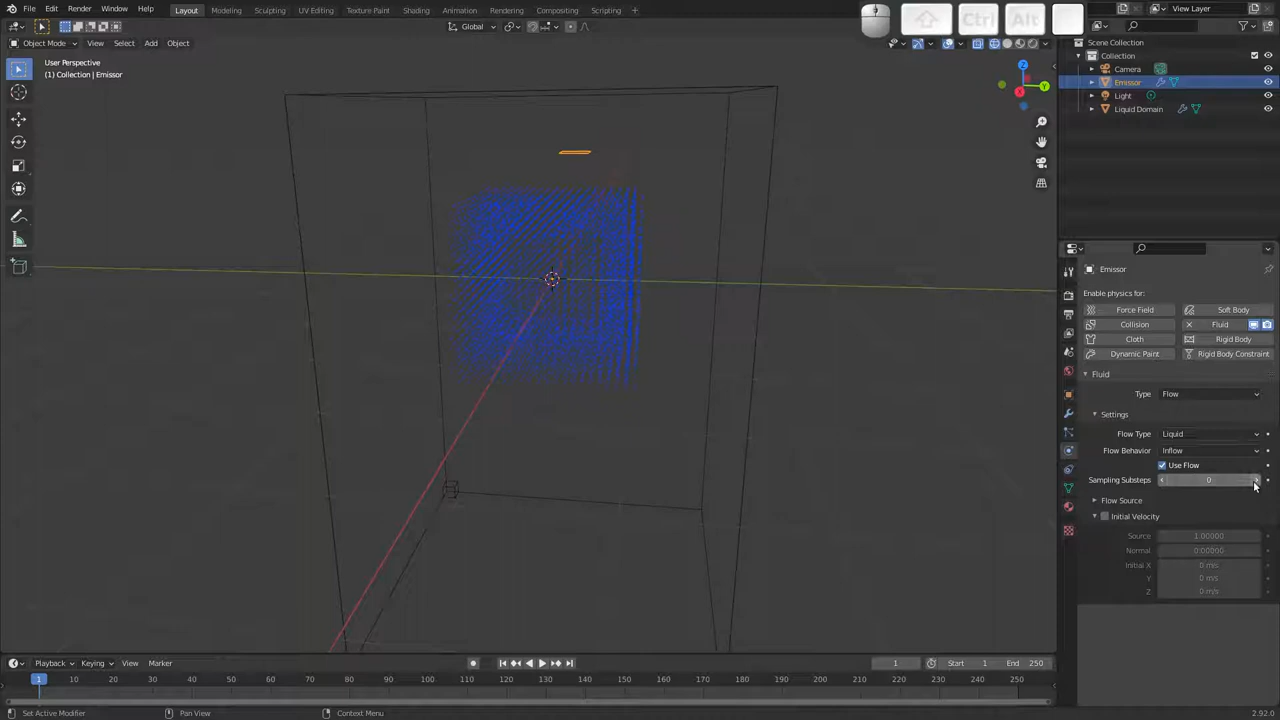 File Edit Render Window Help Layout Modeling Sculpting UV Editing Texture Paint Shading Animation Rendering Compositing Scripting View Layer
Ctrl Alt
Global
Object Mode View Select Add Object
User Perspective
(1) Collection | Emissor
Z
Y
X
Scene Collection
Collection
Camera
Emissor
Light
Liquid Domain
Emissor
Enable physics for:
Force Field Soft Body
Collision Fluid
Cloth Rigid Body
Dynamic Paint Rigid Body Constraint
Fluid
Type Flow
Settings
Flow Type Liquid
Flow Behavior Inflow
Use Flow
Sampling Substeps 0
Flow Source
Initial Velocity
Source 1.00000
Normal 0.00000
Initial X 0 m/s
Y 0 m/s
Z 0 m/s
Playback Keying View Marker 1 Start 1 End 250
1 10 20 30 40 50 60 70 80 90 100 110 120 130 140 150 160 170 180 190 200 210 220 230 240 250
Set Active Modifier Pan View Context Menu 2.92.0